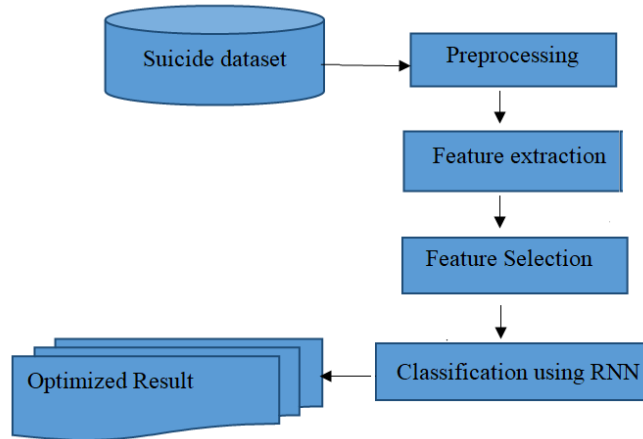 Suicide dataset
Preprocessing
Feature extraction
Feature Selection
Classification using RNN
Optimized Result